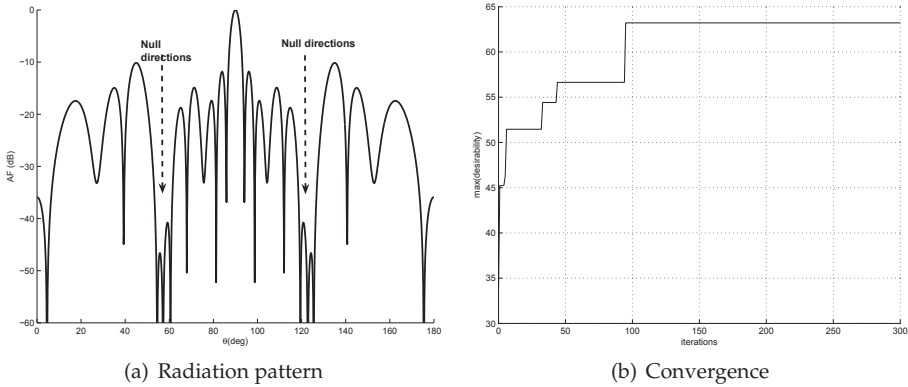 0
−10
−20
−30
−40
−50
−60
AF (dB)
0 20 40 60 80 100 120 140 160 180
θ(deg)
Null
directions
Null directions
(a) Radiation pattern
65
60
55
50
45
40
35
30
max(desirability)
0 50 100 150 200 250 300
iterations
(b) Convergence